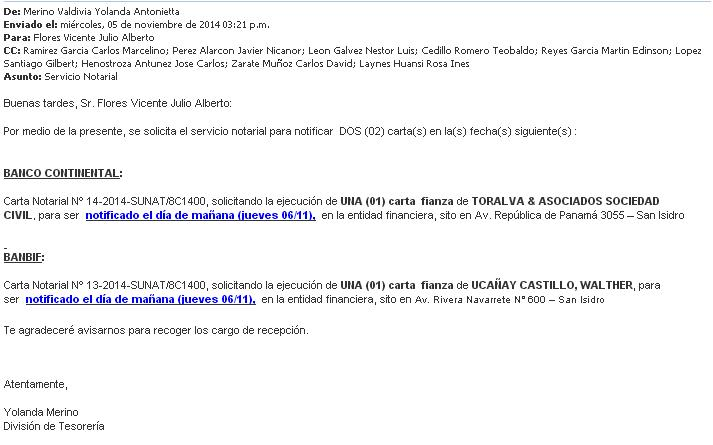 De: Merino Valdivia Yolanda Antonietta
Enviado el: miércoles, 05 de noviembre de 2014 03:21 p.m.
Para: Flores Vicente Julio Alberto
CC: Ramirez Garcia Carlos Marcelino; Perez Alarcon Javier Nicanor; Leon Galvez Nestor Luis; Cedillo Romero Teobaldo; Reyes Garcia Martin Edinson; Lopez
Santiago Gilbert; Henostroza Antunez Jose Carlos; Zarate Muñoz Carlos David; Laynes Huansi Rosa Ines
Asunto: Servicio Notarial
Buenas tardes, Sr. Flores Vicente Julio Alberto:
Por medio de la presente, se solicita el servicio notarial para notificar DOS (02) carta(s) en la(s) fecha(s) siguiente(s) :
BANCO CONTINENTAL:
Carta Notarial Nº 14-2014-SUNAT/8C1400, solicitando la ejecución de UNA (01) carta fianza de TORALVA & ASOCIADOS SOCIEDAD
CIVIL, para ser notificado el día de mañana (jueves 06/11), en la entidad financiera, sito en Av. República de Panamá 3055 – San Isidro
BANBIF:
Carta Notarial Nº 13-2014-SUNAT/8C1400, solicitando la ejecución de UNA (01) carta fianza de UCAÑAY CASTILLO, WALTHER, para
ser notificado el día de mañana (jueves 06/11), en la entidad financiera, sito en Av. Rivera Navarrete Nº 600 – San Isidro
Te agradeceré avisarnos para recoger los cargo de recepción.
Atentamente,
Yolanda Merino
División de Tesorería